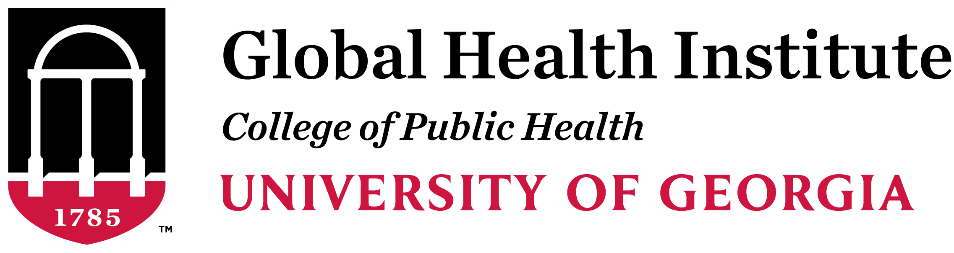 Global Health Institute
College of Public Health
UNIVERSITY OF GEORGIA
1785
TM